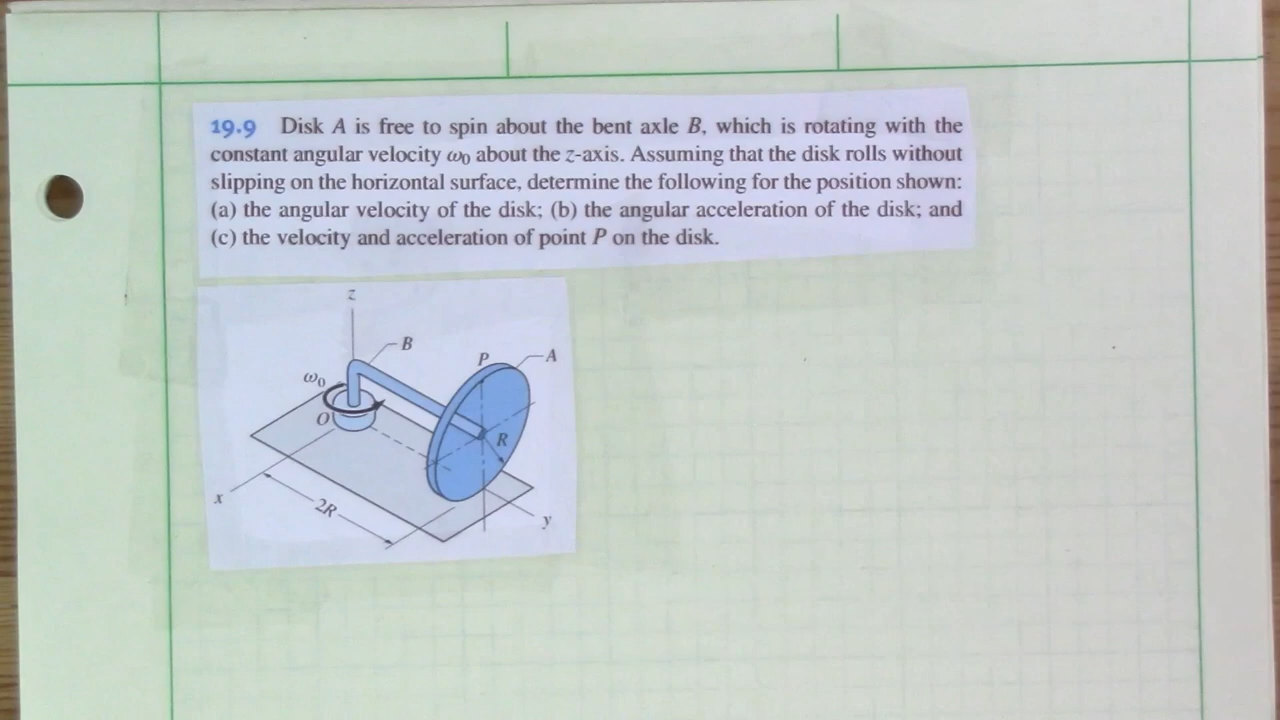 19.9 Disk A is free to spin about the bent axle B, which is rotating with the
constant angular velocity ω₀ about the z-axis. Assuming that the disk rolls without
slipping on the horizontal surface, determine the following for the position shown:
(a) the angular velocity of the disk; (b) the angular acceleration of the disk; and
(c) the velocity and acceleration of point P on the disk.
z
B
P
A
ω₀
O
R
x
2R
y